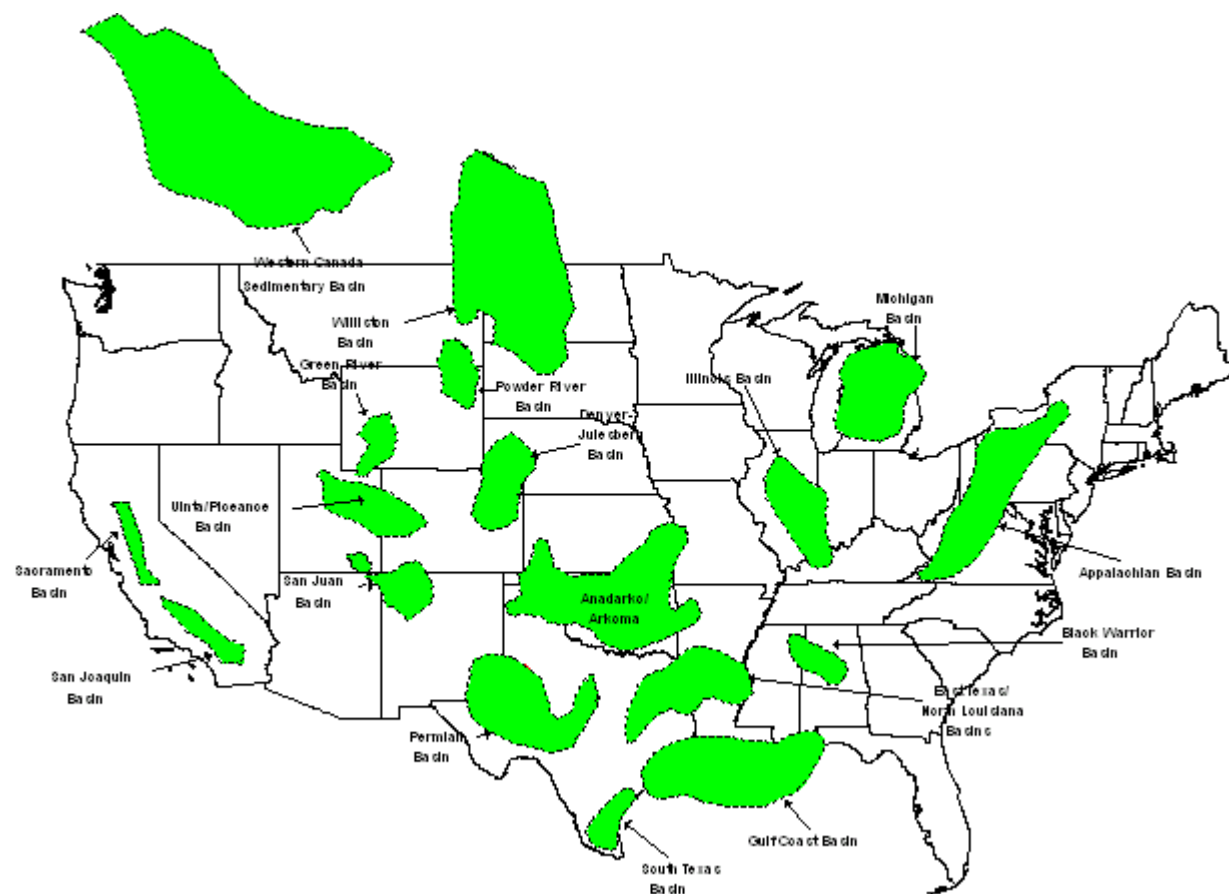 Western Canada
Sedimentary Basin
Williston
Basin
Green River
Basin
Powder River
Basin
Denver-
Julesberg
Basin
Illinois Basin
Michigan
Basin
Uinta/Piceance
Basin
Sacramento
Basin
San Juan
Basin
Anadarko/
Arkoma
Appalachian Basin
Black Warrior
Basin
San Joaquin
Basin
East Texas/
North Louisiana
Basins
Permian
Basin
Gulf Coast Basin
South Texas
Basin